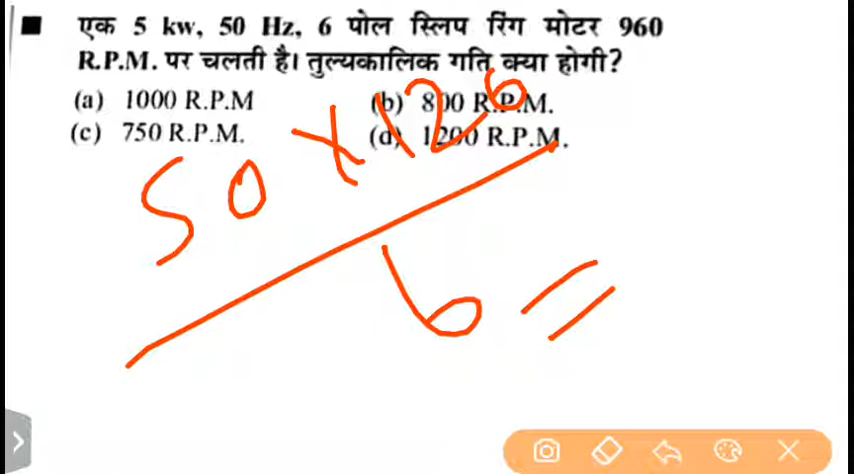 एक 5 kw, 50 Hz, 6 पोल स्लिप रिंग मोटर 960
R.P.M. पर चलती है। तुल्यकालिक गति क्या होगी?
(a) 1000 R.P.M (b) 800 R.P.M.
(c) 750 R.P.M. (d) 1200 R.P.M.
50 × 120
6 =